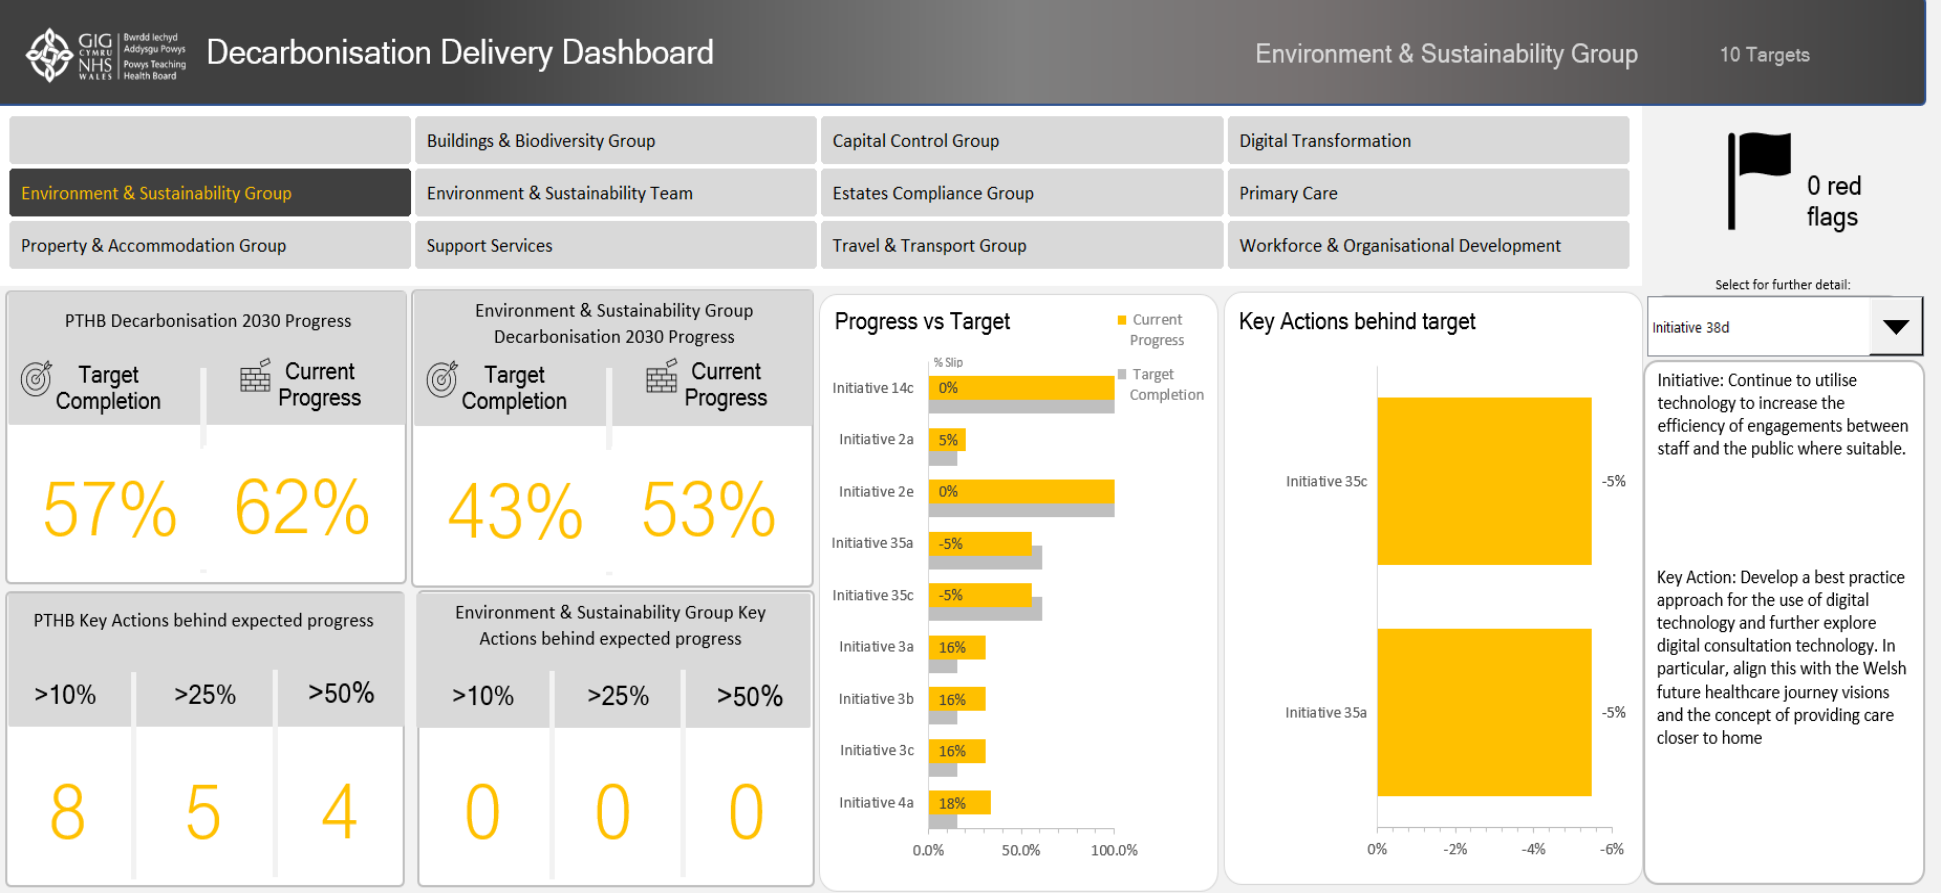 GIG
CYMRU
NHS
WALES
Bwrdd Iechyd
Addysgu Powys
Powys Teaching
Health Board
Decarbonisation Delivery Dashboard
Environment & Sustainability Group
10 Targets
Buildings & Biodiversity Group
Capital Control Group
Digital Transformation
Environment & Sustainability Group
Environment & Sustainability Team
Estates Compliance Group
Primary Care
Property & Accommodation Group
Support Services
Travel & Transport Group
Workforce & Organisational Development
0 red
flags
Select for further detail:
Initiative 38d
PTHB Decarbonisation 2030 Progress
Target
Completion
Current
Progress
57%
62%
Environment & Sustainability Group
Decarbonisation 2030 Progress
Target
Completion
Current
Progress
43%
53%
PTHB Key Actions behind expected progress
>10%
>25%
>50%
8
5
4
Environment & Sustainability Group Key
Actions behind expected progress
>10%
>25%
>50%
0
0
0
Progress vs Target
Current
Progress
Target
Completion
% Slip
Initiative 14c
0%
Initiative 2a
5%
Initiative 2e
0%
Initiative 35a
-5%
Initiative 35c
-5%
Initiative 3a
16%
Initiative 3b
16%
Initiative 3c
16%
Initiative 4a
18%
0.0%
50.0%
100.0%
Key Actions behind target
Initiative 35c
-5%
Initiative 35a
-5%
0%
-2%
-4%
-6%
Initiative: Continue to utilise
technology to increase the
efficiency of engagements between
staff and the public where suitable.
Key Action: Develop a best practice
approach for the use of digital
technology and further explore
digital consultation technology. In
particular, align this with the Welsh
future healthcare journey visions
and the concept of providing care
closer to home